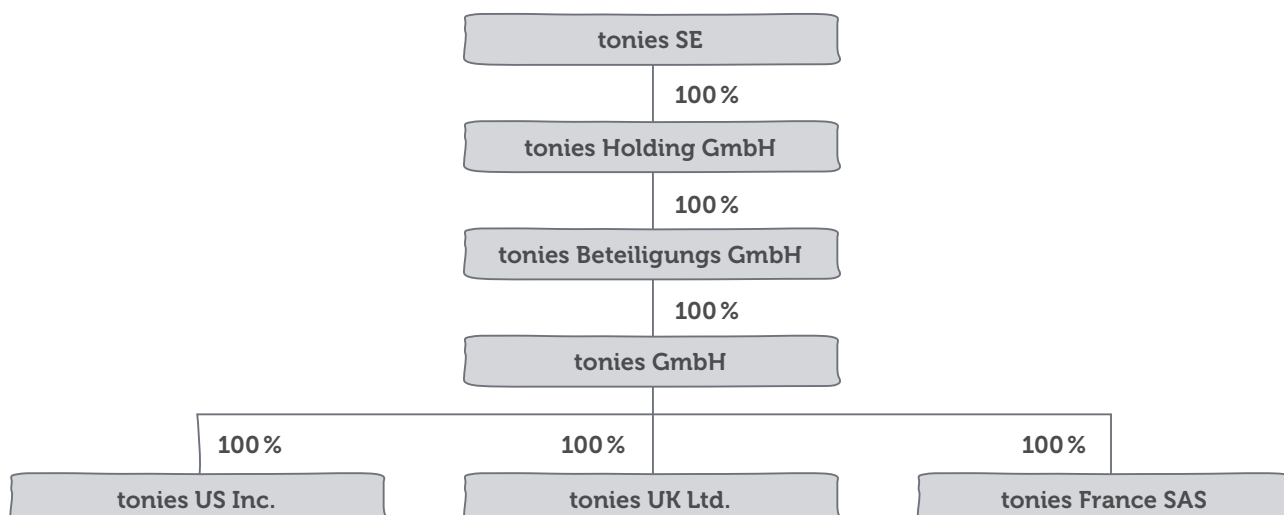 tonies SE
100 %
tonies Holding GmbH
100 %
tonies Beteiligungs GmbH
100 %
tonies GmbH
100 %
100 %
100 %
tonies US Inc.
tonies UK Ltd.
tonies France SAS